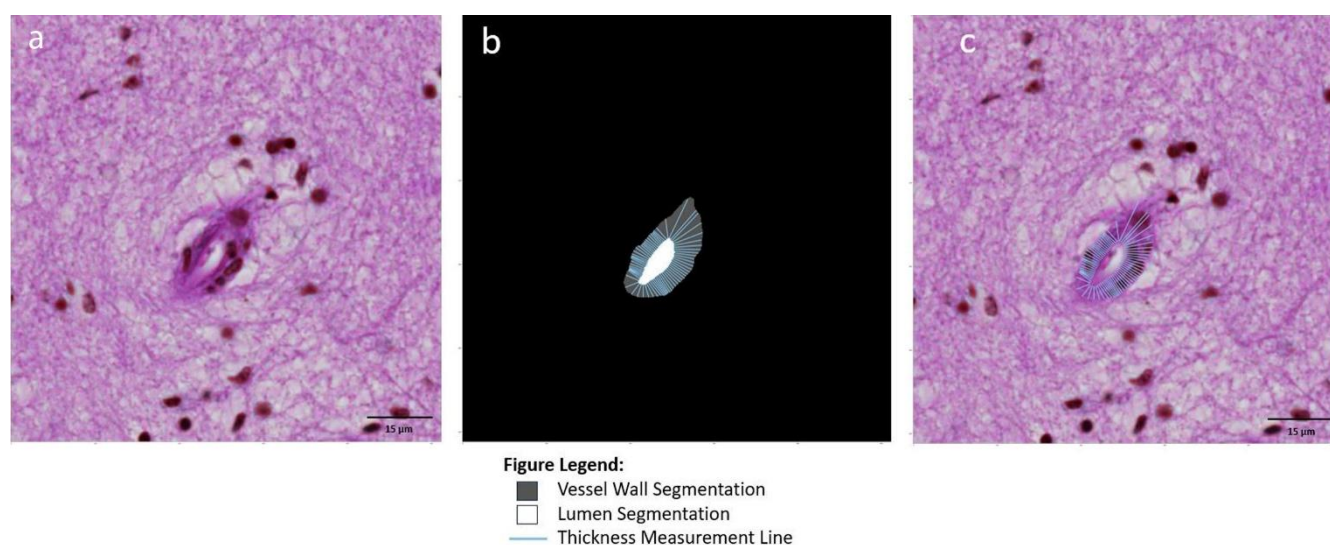 a
b
c
15 µm
15 µm
Figure Legend:
Vessel Wall Segmentation
Lumen Segmentation
Thickness Measurement Line